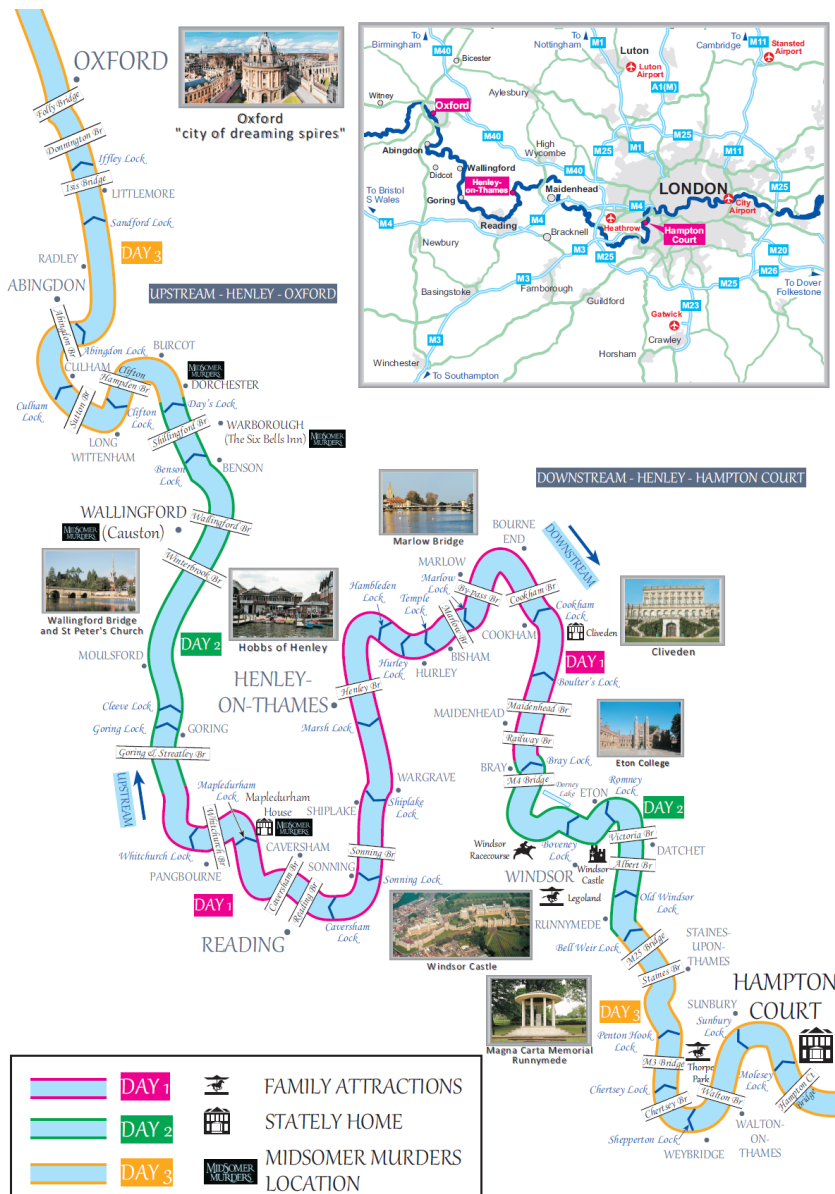 OXFORD
Folly Bridge
Donnington Br
Iffley Lock
Isis Bridge
LITTLEMORE
Sandford Lock
DAY 3
RADLEY
ABINGDON
Abingdon Br
Abingdon Lock
CULHAM
Culham
Lock
Sutton Br
Clifton
Hampden Br
Clifton
Lock
LONG
WITTENHAM
BURCOT
MIDSOMER
MURDERS
DORCHESTER
Day's Lock
Shillingford Br
WARBOROUGH
(The Six Bells Inn)
MIDSOMER
MURDERS
Benson
Lock
BENSON
Oxford
"city of dreaming spires"
UPSTREAM - HENLEY - OXFORD
To
Birmingham
M40
Bicester
To
Nottingham
M1
Luton
Luton
Airport
A1(M)
To
Cambridge
M11
Stansted
Airport
Witney
Oxford
Aylesbury
M40
Abingdon
Didcot
Wallingford
High
Wycombe
M25
M1
M25
M11
M40
Henley-
on-Thames
Maidenhead
LONDON
M25
To Bristol
S Wales
Goring
M4
M4
City
Airport
M4
Reading
Bracknell
Heathrow
Hampton
Court
Newbury
M3
M25
M20
M26
M25
To Dover
Folkestone
Basingstoke
M3
Farnborough
Guildford
M23
Gatwick
Crawley
M3
Winchester
Horsham
To Southampton
WALLINGFORD
MIDSOMER
MURDERS
(Causton)
Wallingford Br
Winterbrook Br
Wallingford Bridge
and St Peter's Church
Hobbs of Henley
DAY 2
MOULSFORD
Cleeve Lock
Goring Lock
GORING
Goring & Streatley Br
UPSTREAM
Mapledurham
Lock
Mapledurham
House
MIDSOMER
MURDERS
Whitchurch Br
Whitchurch Lock
PANGBOURNE
DAY 1
CAVERSHAM
Caversham Br
Reading Br
READING
Caversham
Lock
SONNING
Sonning Br
Sonning Lock
SHIPLAKE
Shiplake
Lock
WARGRAVE
Marsh Lock
HENLEY-
ON-THAMES
Henley Br
DOWNSTREAM - HENLEY - HAMPTON COURT
Marlow Bridge
Hambleden
Lock
Hurley
Lock
HURLEY
Temple
Lock
BISHAM
Marlow Br
MARLOW
Marlow
Lock
By-pass Br
BOURNE
END
DOWNSTREAM
Cookham Br
COOKHAM
Cookham
Lock
Cliveden
Cliveden
DAY 1
Boulter's Lock
MAIDENHEAD
Maidenhead Br
Railway Br
BRAY
Bray Lock
M4 Bridge
Eton College
Dorney
Lake
ETON
Romney
Lock
DAY 2
Boveney
Lock
Windsor
Racecourse
WINDSOR
Windsor
Castle
Victoria Br
DATCHET
Albert Br
Legoland
Old Windsor
Lock
RUNNYMEDE
Bell Weir Lock
M25 Bridge
STAINES-
UPON-
THAMES
Staines Br
Windsor Castle
Magna Carta Memorial
Runnymede
DAY 3
Penton Hook
Lock
M3 Bridge
Thorpe
Park
Chertsey Lock
Chertsey Br
Shepperton Lock
WEYBRIDGE
Walton Br
WALTON-
ON-
THAMES
SUNBURY
Sunbury
Lock
Molesey
Lock
HAMPTON
COURT
Hampton Ct
Bridge
DAY 1
FAMILY ATTRACTIONS
DAY 2
STATELY HOME
DAY 3
MIDSOMER
MURDERS
MIDSOMER MURDERS
LOCATION